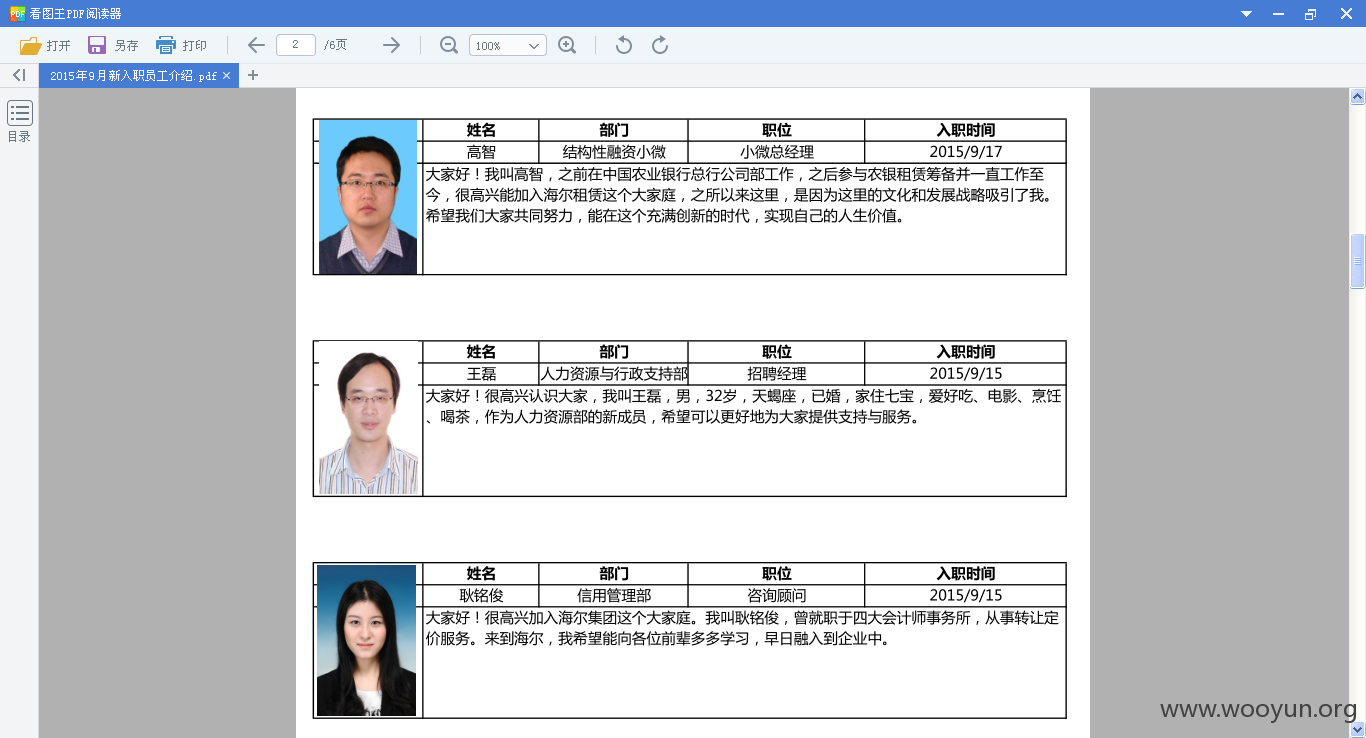 看图王PDF阅读器
打开 另存 打印 2 /6页 100%
2015年9月新入职员工介绍.pdf
目录
姓名 部门 职位 入职时间
高智 结构性融资小微 小微总经理 2015/9/17
大家好！我叫高智，之前在中国农业银行总行公司部工作，之后参与农银租赁筹备并一直工作至
今，很高兴能加入海尔租赁这个大家庭，之所以来这里，是因为这里的文化和发展战略吸引了我。
希望我们大家共同努力，能在这个充满创新的时代，实现自己的人生价值。
姓名 部门 职位 入职时间
王磊 人力资源与行政支持部 招聘经理 2015/9/15
大家好！很高兴认识大家，我叫王磊，男，32岁，天蝎座，已婚，家住七宝，爱好吃、电影、烹饪
、喝茶，作为人力资源部的新成员，希望可以更好地为大家提供支持与服务。
姓名 部门 职位 入职时间
耿铭俊 信用管理部 咨询顾问 2015/9/15
大家好！很高兴加入海尔集团这个大家庭。我叫耿铭俊，曾就职于四大会计师事务所，从事转让定
价服务。来到海尔，我希望能向各位前辈多多学习，早日融入到企业中。
www.wooyun.org